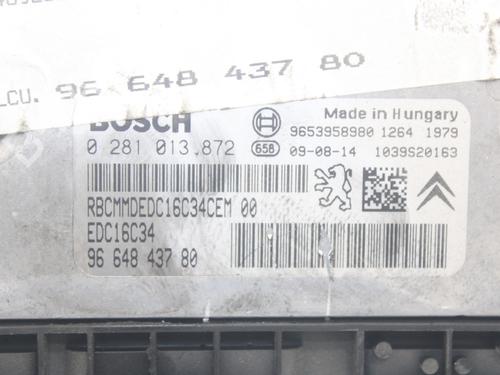 LCU. 96 648 437 80
BOSCH
Made in Hungary
9653958980 1264 1979
0 281 013.872 658 09-08-14 1039S20163
RBCMMDEDC16C34CEM 00
EDC16C34
96 648 437 80